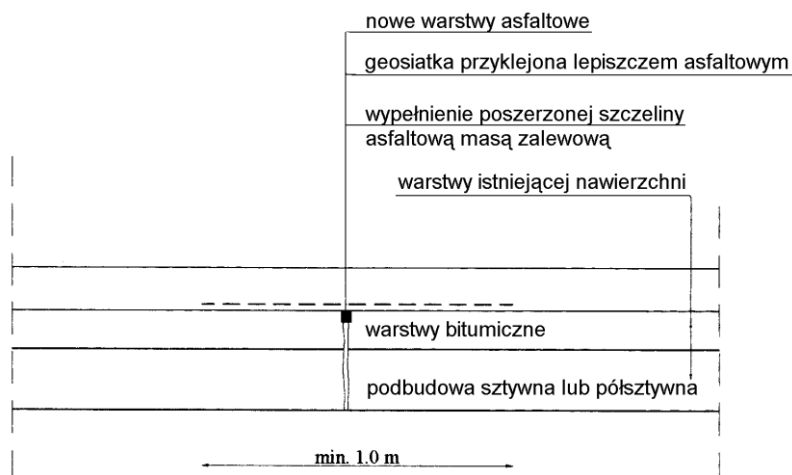 nowe warstwy asfaltowe
geosiatka przyklejona lepiszczem asfaltowym
wypełnienie poszerzonej szczeliny
asfaltową masą zalewową
warstwy istniejącej nawierzchni
warstwy bitumiczne
podbudowa sztywna lub półsztywna
min. 1.0 m